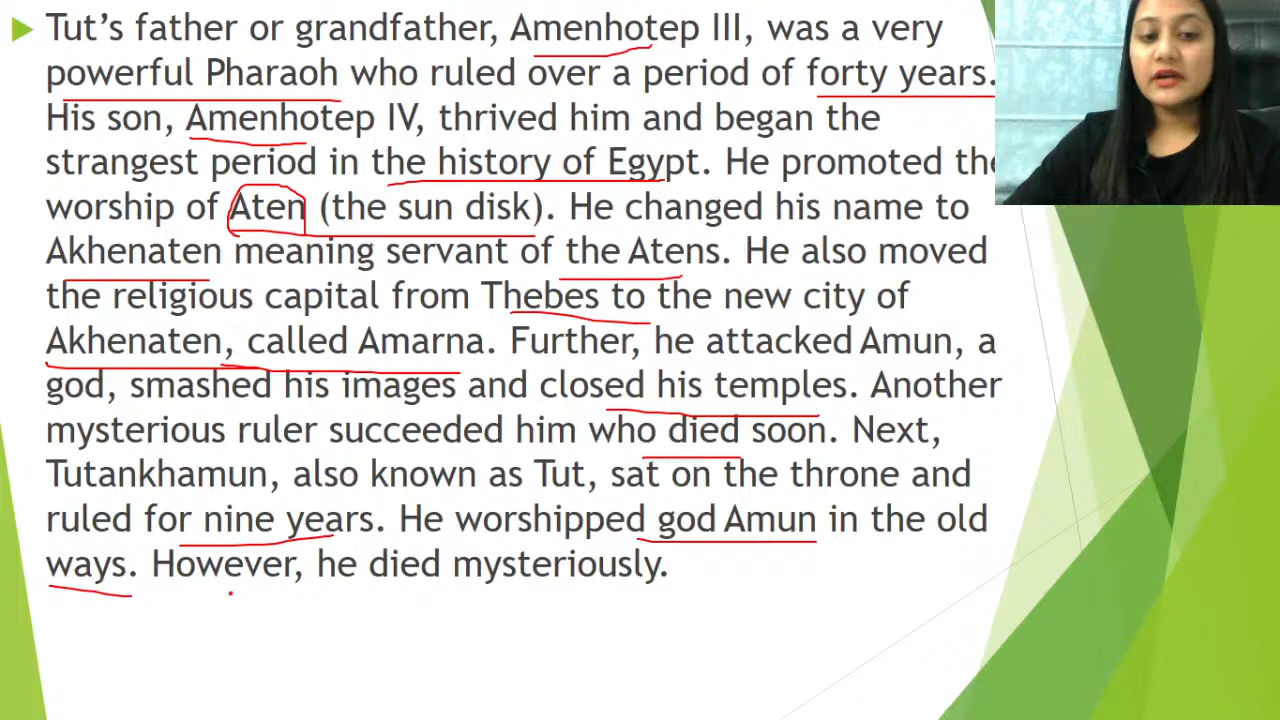 Tut's father or grandfather, Amenhotep III, was a very
powerful Pharaoh who ruled over a period of forty years.
His son, Amenhotep IV, thrived him and began the
strangest period in the history of Egypt. He promoted the
worship of Aten (the sun disk). He changed his name to
Akhenaten meaning servant of the Atens. He also moved
the religious capital from Thebes to the new city of
Akhenaten, called Amarna. Further, he attacked Amun, a
god, smashed his images and closed his temples. Another
mysterious ruler succeeded him who died soon. Next,
Tutankhamun, also known as Tut, sat on the throne and
ruled for nine years. He worshipped god Amun in the old
ways. However, he died mysteriously.